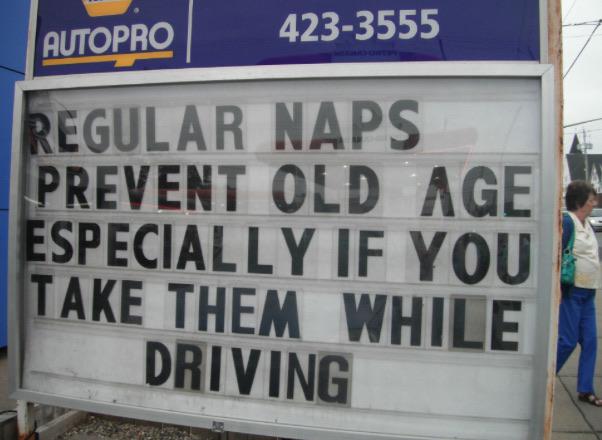 AUTOPRO
423-3555
REGULAR NAPS
PREVENT OLD AGE
ESPECIALLY IF YOU
TAKE THEM WHILE
DRIVING